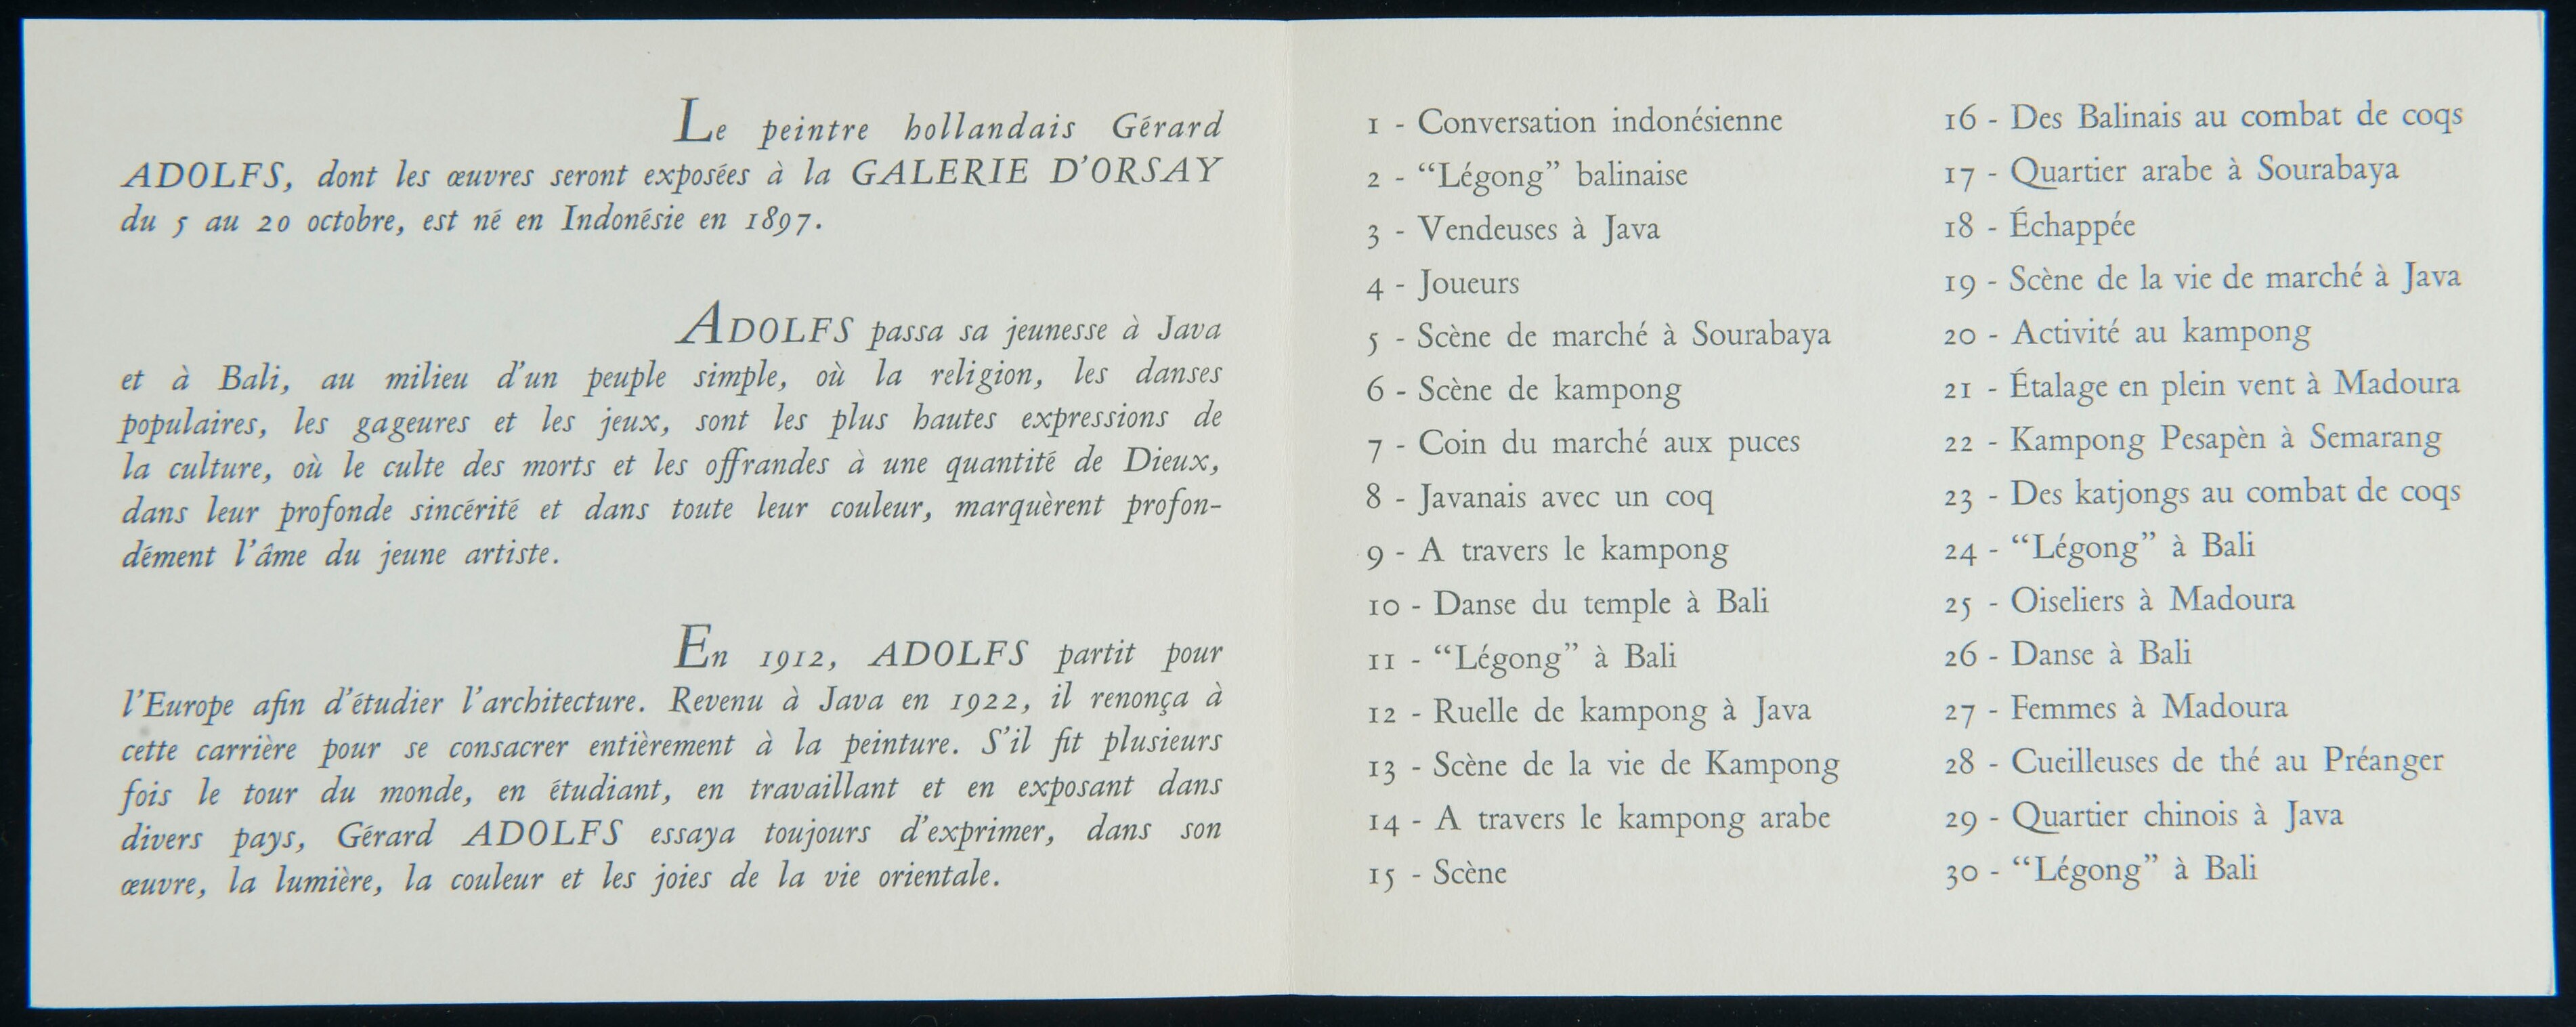 Le peintre hollandais Gérard
ADOLFS, dont les œuvres seront exposées à la GALERIE D'ORSAY
du 5 au 20 octobre, est né en Indonésie en 1897.
ADOLFS passa sa jeunesse à Java
et à Bali, au milieu d'un peuple simple, où la religion, les danses
populaires, les gageures et les jeux, sont les plus hautes expressions de
la culture, où le culte des morts et les offrandes à une quantité de Dieux,
dans leur profonde sincérité et dans toute leur couleur, marquèrent profon-
dément l'âme du jeune artiste.
En 1912, ADOLFS partit pour
l'Europe afin d'étudier l'architecture. Revenu à Java en 1922, il renonça à
cette carrière pour se consacrer entièrement à la peinture. S'il fit plusieurs
fois le tour du monde, en étudiant, en travaillant et en exposant dans
divers pays, Gérard ADOLFS essaya toujours d'exprimer, dans son
œuvre, la lumière, la couleur et les joies de la vie orientale.
1 - Conversation indonésienne
2 - “Légong” balinaise
3 - Vendeuses à Java
4 - Joueurs
5 - Scène de marché à Sourabaya
6 - Scène de kampong
7 - Coin du marché aux puces
8 - Javanais avec un coq
9 - A travers le kampong
10 - Danse du temple à Bali
11 - “Légong” à Bali
12 - Ruelle de kampong à Java
13 - Scène de la vie de Kampong
14 - A travers le kampong arabe
15 - Scène
16 - Des Balinais au combat de coqs
17 - Quartier arabe à Sourabaya
18 - Échappée
19 - Scène de la vie de marché à Java
20 - Activité au kampong
21 - Étalage en plein vent à Madoura
22 - Kampong Pesapèn à Semarang
23 - Des katjongs au combat de coqs
24 - “Légong” à Bali
25 - Oiseliers à Madoura
26 - Danse à Bali
27 - Femmes à Madoura
28 - Cueilleuses de thé au Préanger
29 - Quartier chinois à Java
30 - “Légong” à Bali